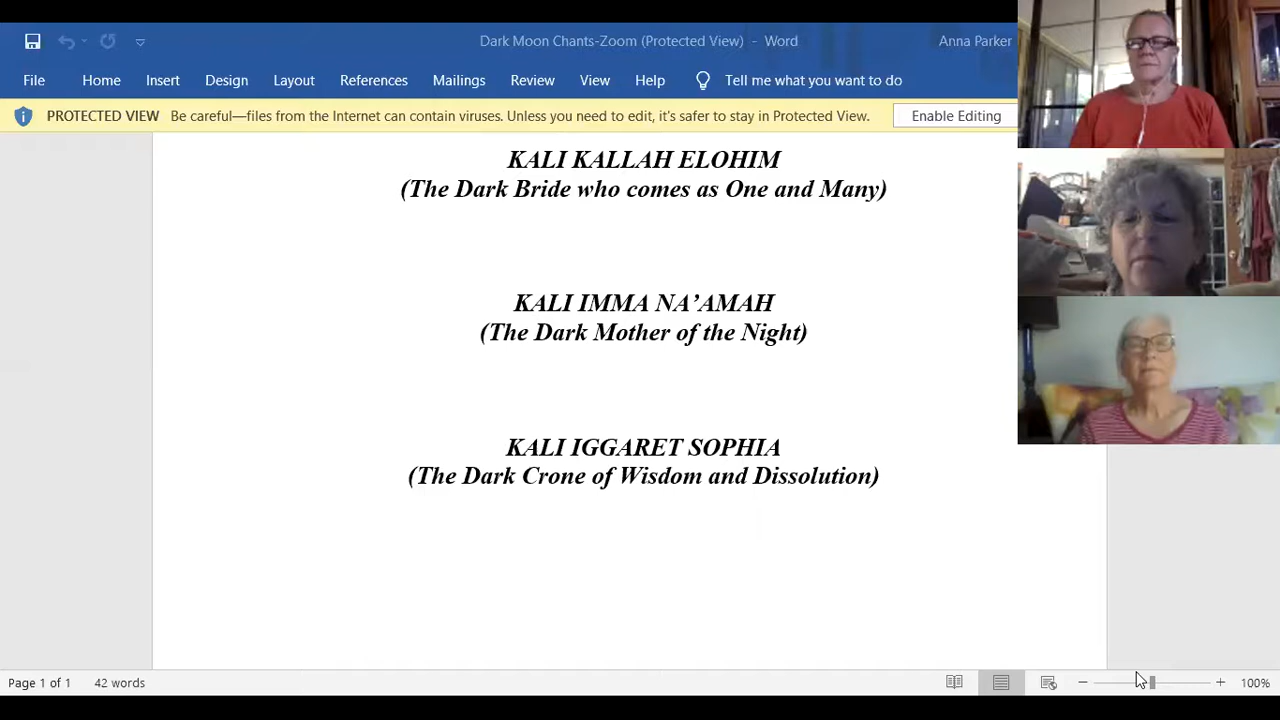 Dark Moon Chants-Zoom (Protected View) - Word
Anna Parker
File Home Insert Design Layout References Mailings Review View Help Tell me what you want to do
PROTECTED VIEW Be careful—files from the Internet can contain viruses. Unless you need to edit, it's safer to stay in Protected View. Enable Editing
KALI KALLAH ELOHIM
(The Dark Bride who comes as One and Many)
KALI IMMA NA’AMAH
(The Dark Mother of the Night)
KALI IGGARET SOPHIA
(The Dark Crone of Wisdom and Dissolution)
Page 1 of 1 42 words 100%